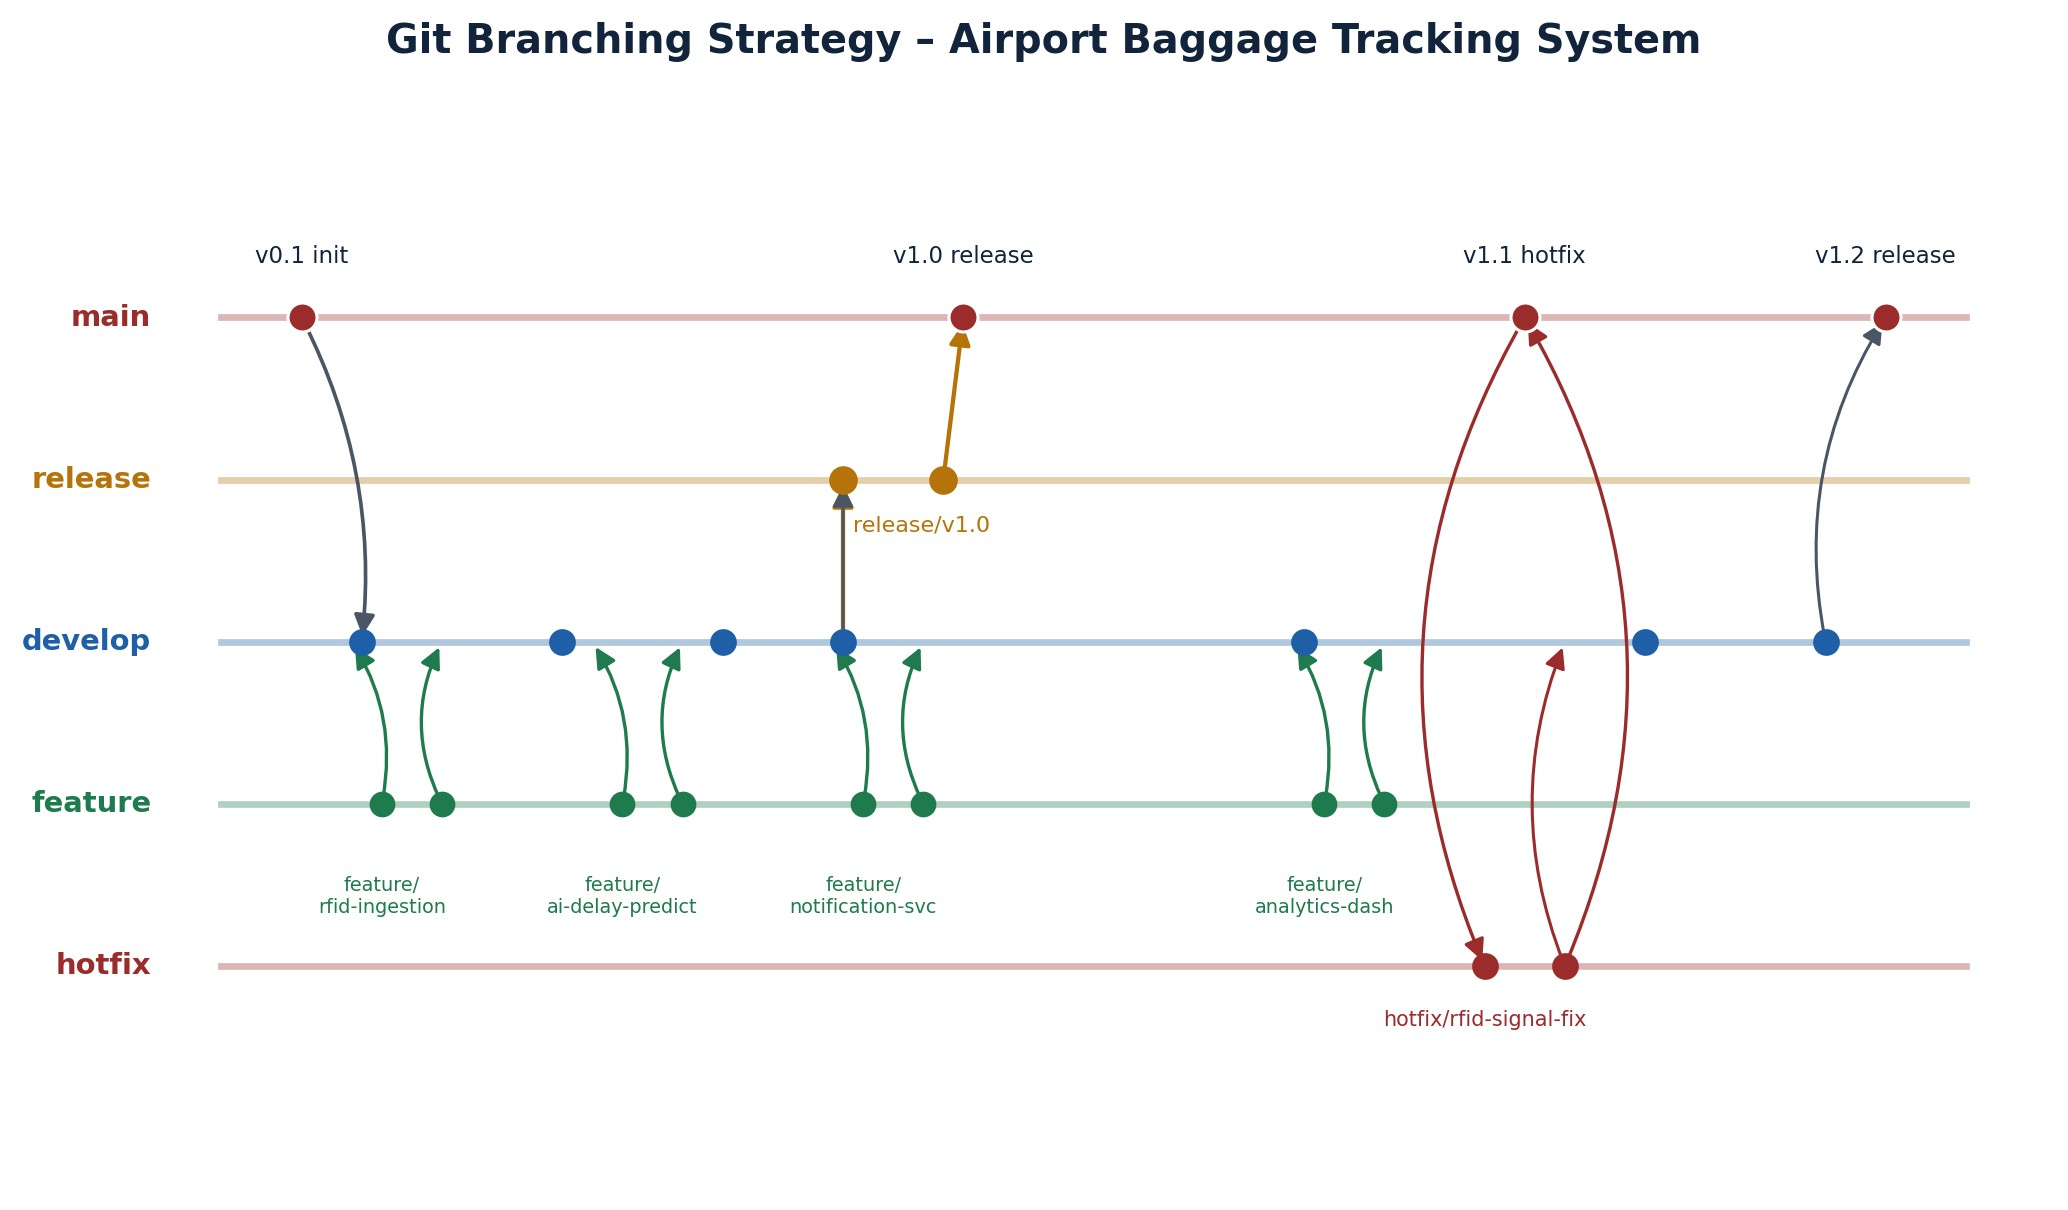 Git Branching Strategy – Airport Baggage Tracking System
v0.1 init
v1.0 release
v1.1 hotfix
v1.2 release
main
release
release/v1.0
develop
feature
feature/
rfid-ingestion
feature/
ai-delay-predict
feature/
notification-svc
feature/
analytics-dash
hotfix
hotfix/rfid-signal-fix